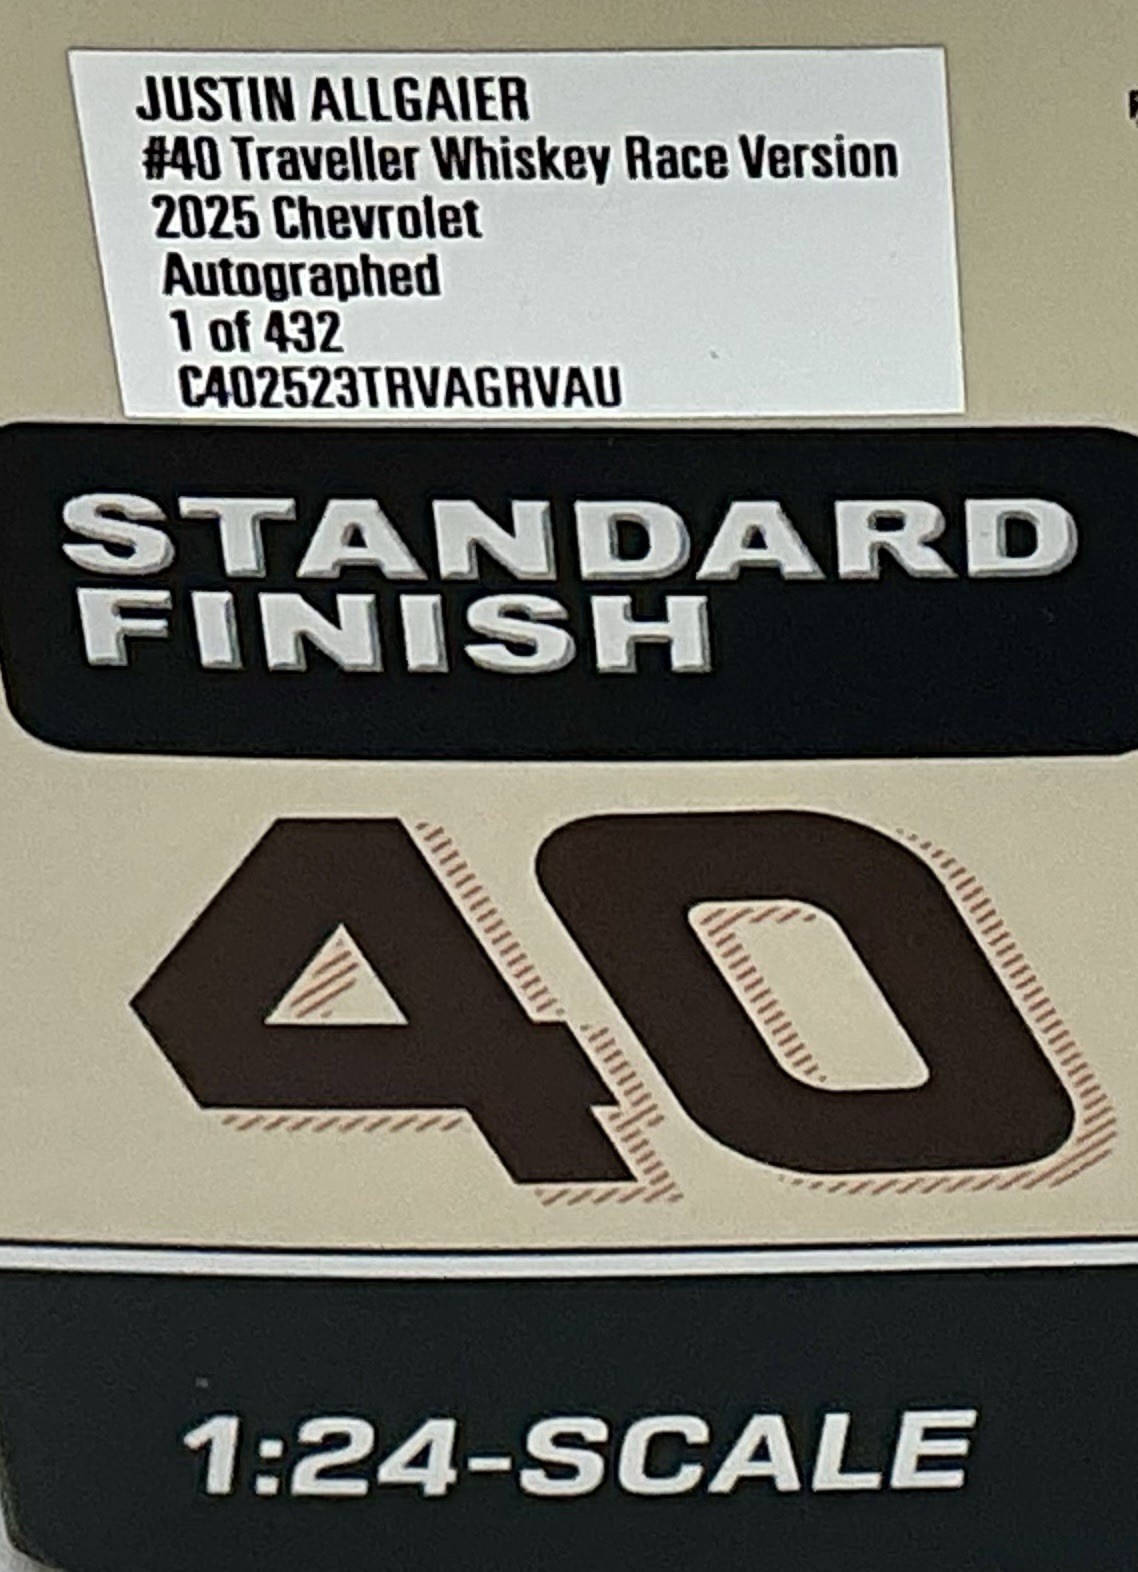 JUSTIN ALLGAIER
#40 Traveller Whiskey Race Version
2025 Chevrolet
Autographed
1 of 432
C402523TRVAGRVAU
STANDARD
FINISH
40
1:24-SCALE